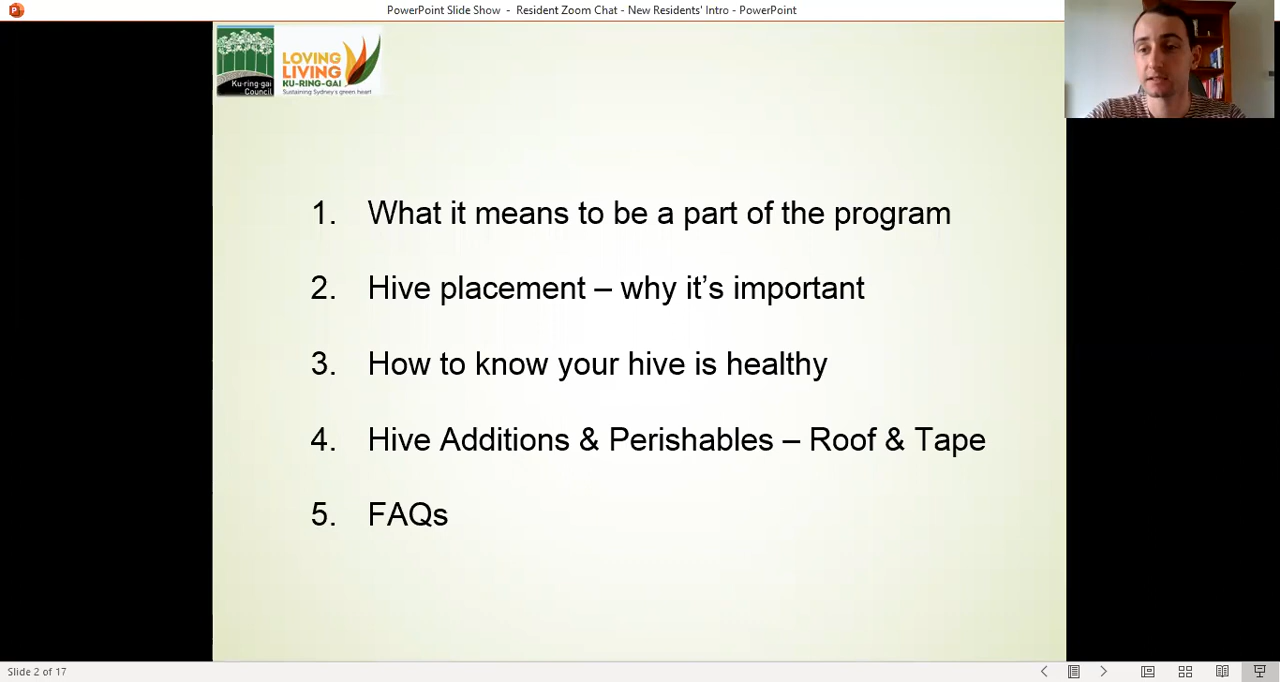 PowerPoint Slide Show - Resident Zoom Chat - New Residents' Intro - PowerPoint
Ku·ring·gai
Council
LOVING
LIVING
KU-RING-GAI
Sustaining Sydney's green heart
1. What it means to be a part of the program
2. Hive placement – why it's important
3. How to know your hive is healthy
4. Hive Additions & Perishables – Roof & Tape
5. FAQs
Slide 2 of 17